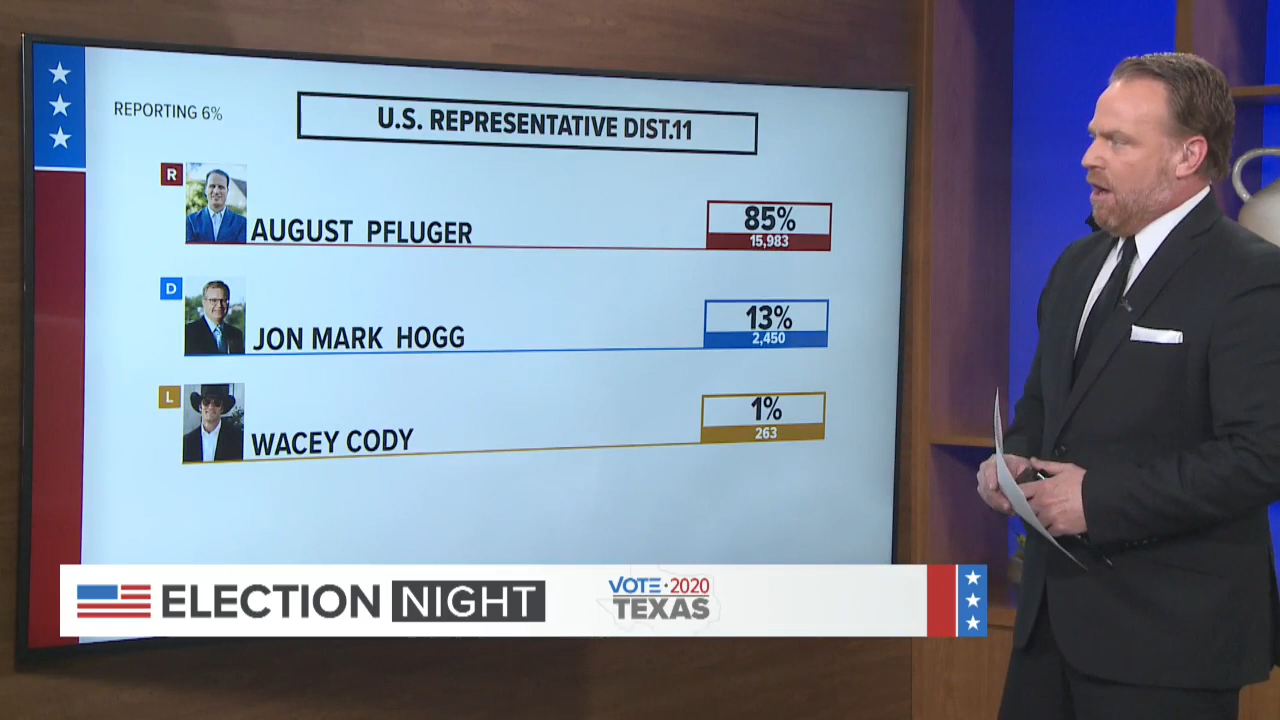 REPORTING 6%
U.S. REPRESENTATIVE DIST.11
R
AUGUST PFLUGER
85%
15,983
D
JON MARK HOGG
13%
2,450
L
WACEY CODY
1%
263
ELECTION NIGHT
VOTE • 2020
TEXAS